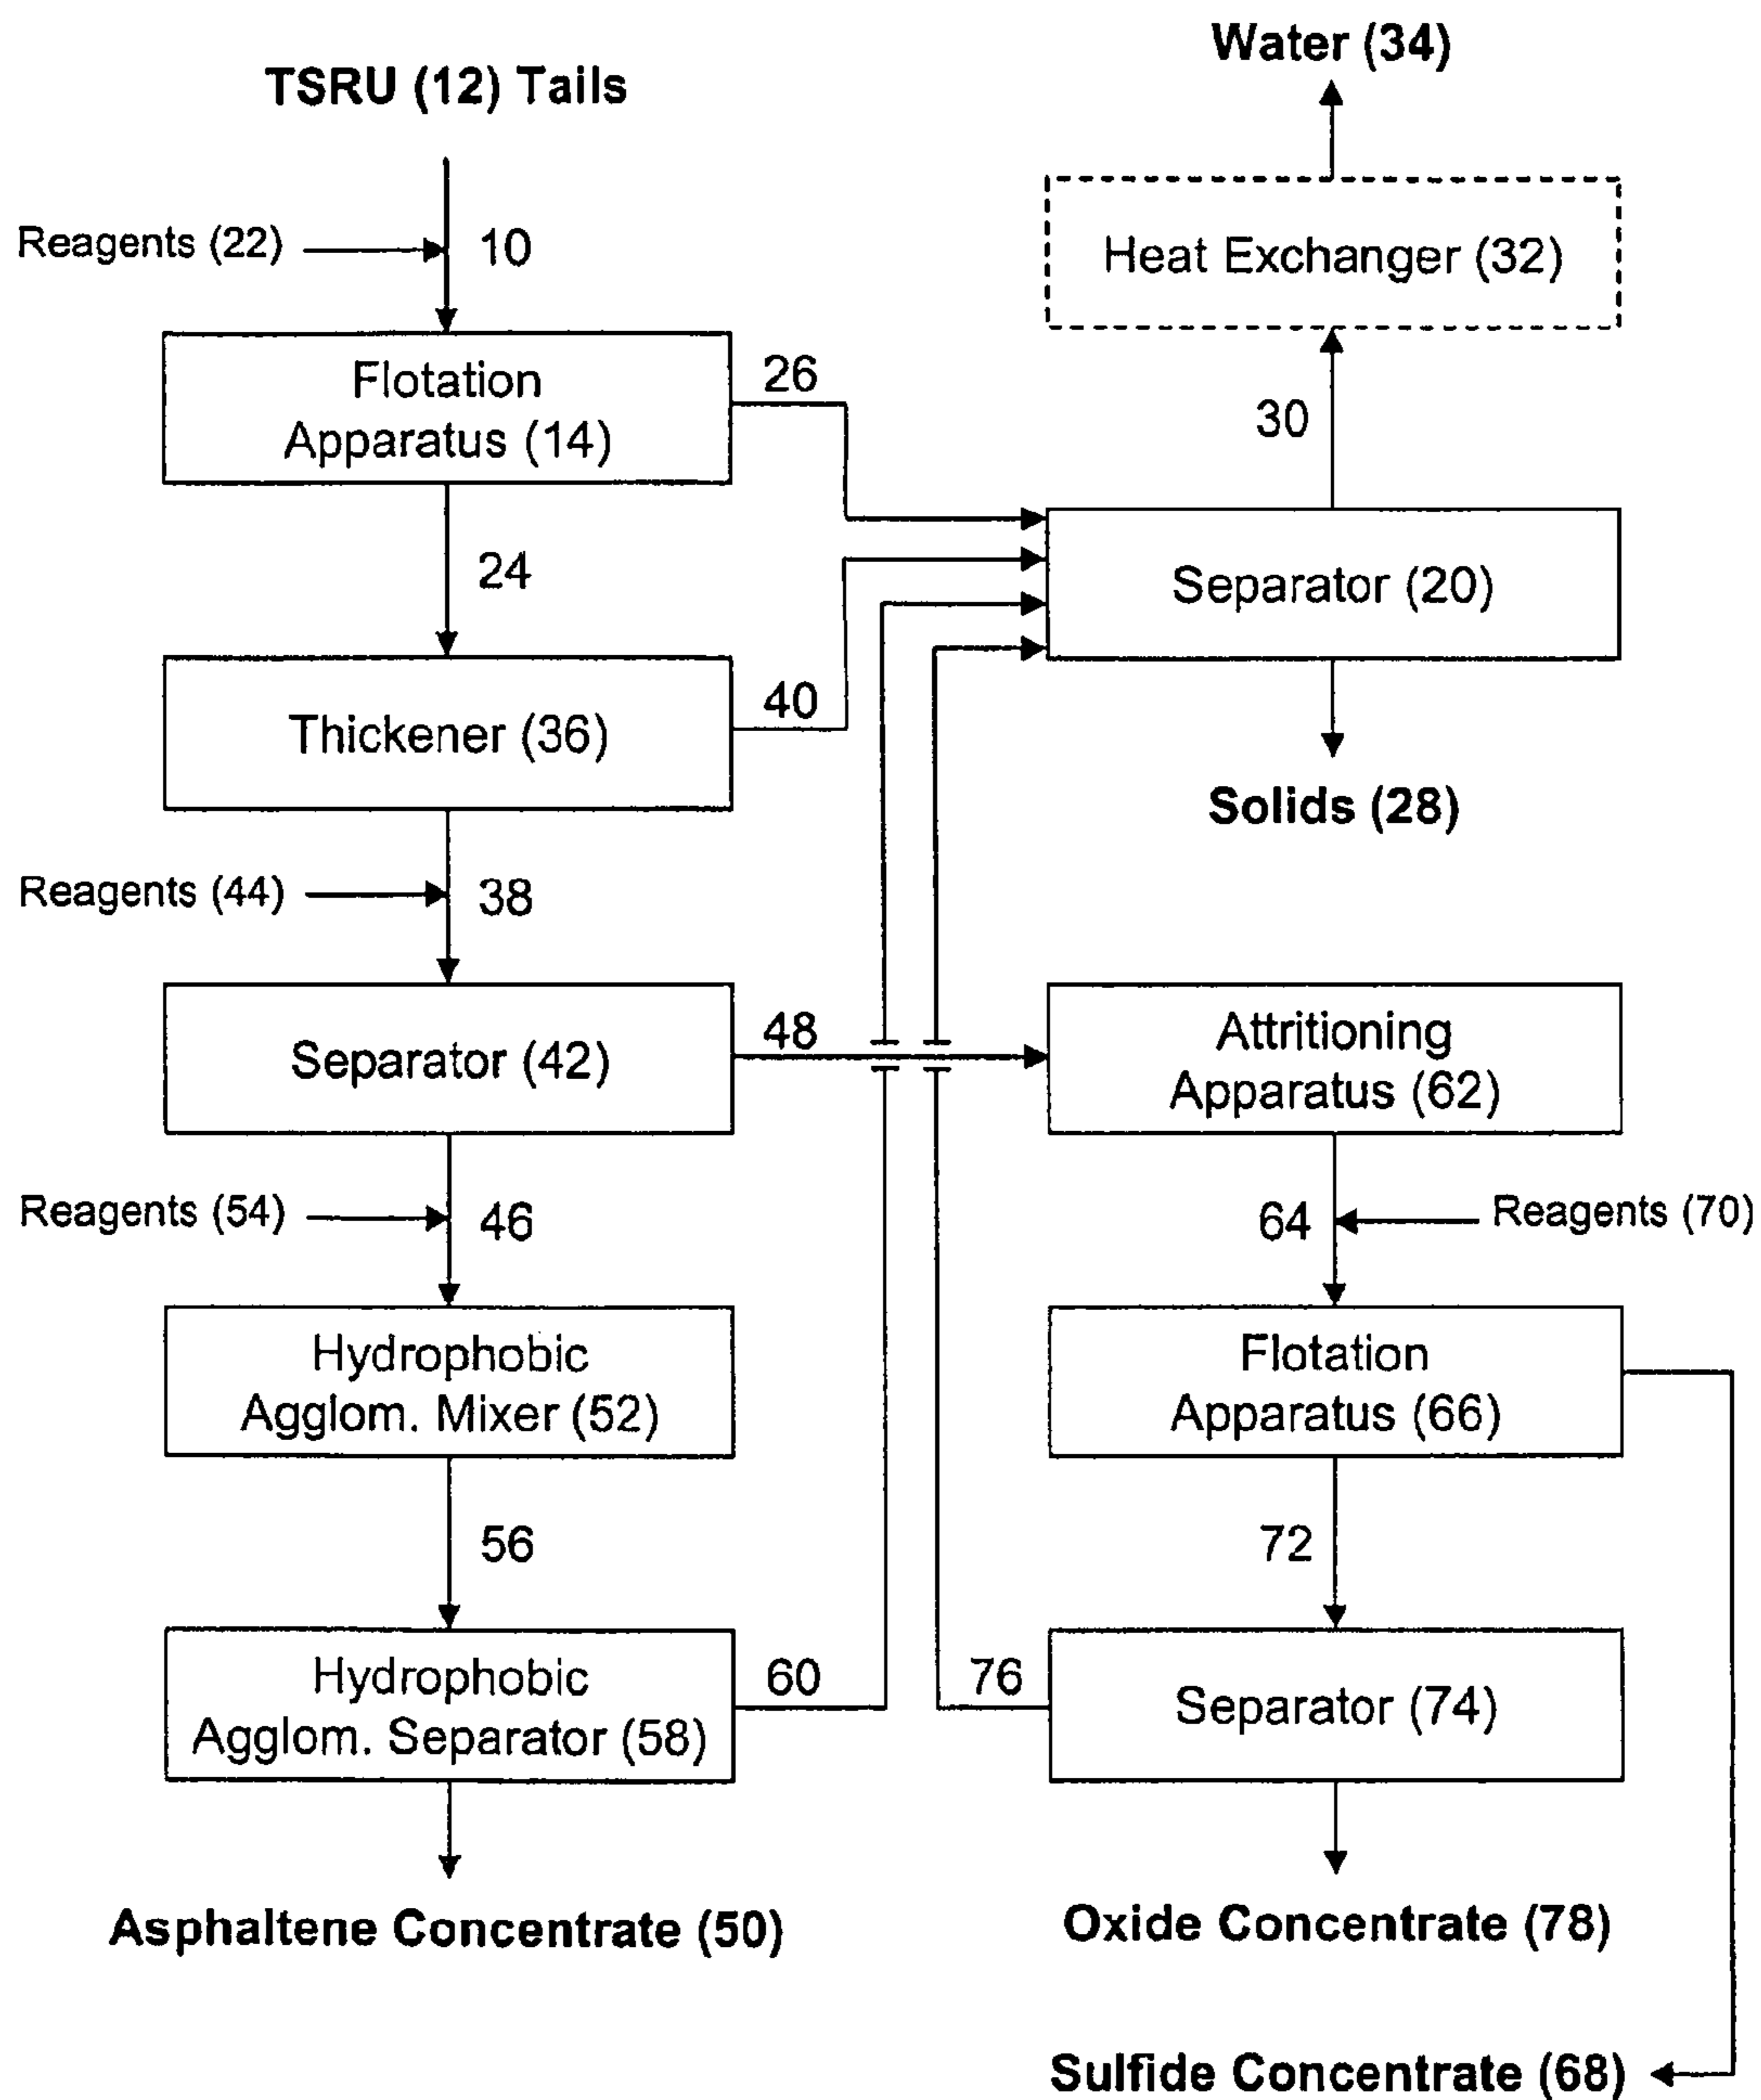 Water (34)
TSRU (12) Tails
Reagents (22)
10
Heat Exchanger (32)
Flotation
Apparatus (14)
26
30
24
Separator (20)
Thickener (36)
40
Solids (28)
Reagents (44)
38
Separator (42)
48
Attritioning
Apparatus (62)
Reagents (54)
46
64
Reagents (70)
Hydrophobic
Agglom. Mixer (52)
Flotation
Apparatus (66)
56
72
Hydrophobic
Agglom. Separator (58)
60
76
Separator (74)
Asphaltene Concentrate (50)
Oxide Concentrate (78)
Sulfide Concentrate (68)